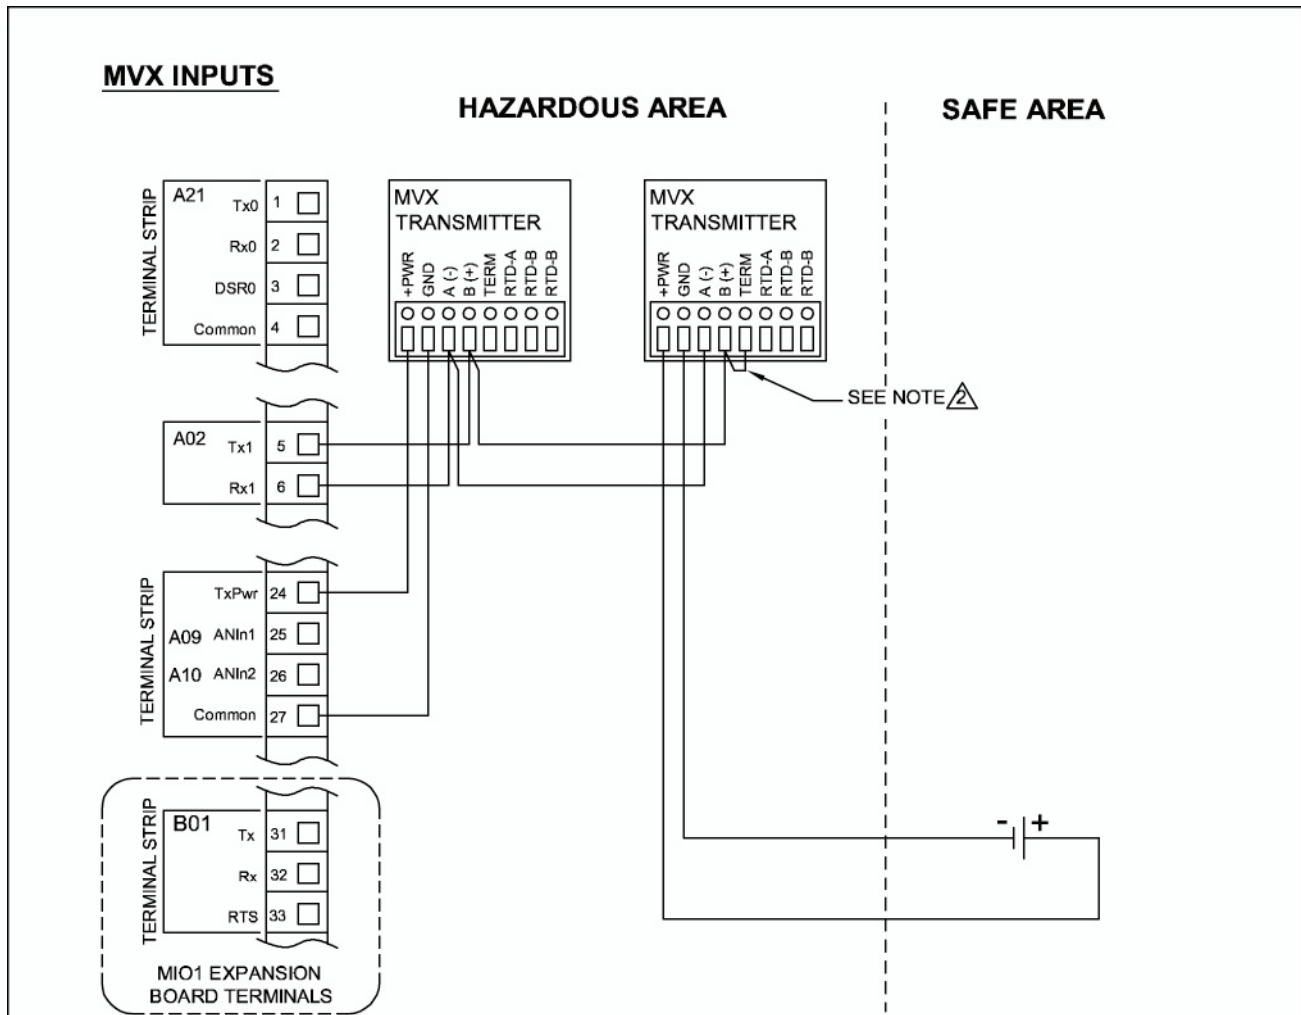 MVX INPUTS
HAZARDOUS AREA
SAFE AREA
TERMINAL STRIP
A21
Tx0 1
Rx0 2
DSR0 3
Common 4
MVX
TRANSMITTER
+PWR
GND
A (-)
B (+)
TERM
RTD-A
RTD-B
RTD-B
MVX
TRANSMITTER
+PWR
GND
A (-)
B (+)
TERM
RTD-A
RTD-B
RTD-B
SEE NOTE 2
A02
Tx1 5
Rx1 6
TERMINAL STRIP
TxPwr 24
A09 ANIn1 25
A10 ANIn2 26
Common 27
- +
TERMINAL STRIP
B01
Tx 31
Rx 32
RTS 33
MIO1 EXPANSION
BOARD TERMINALS